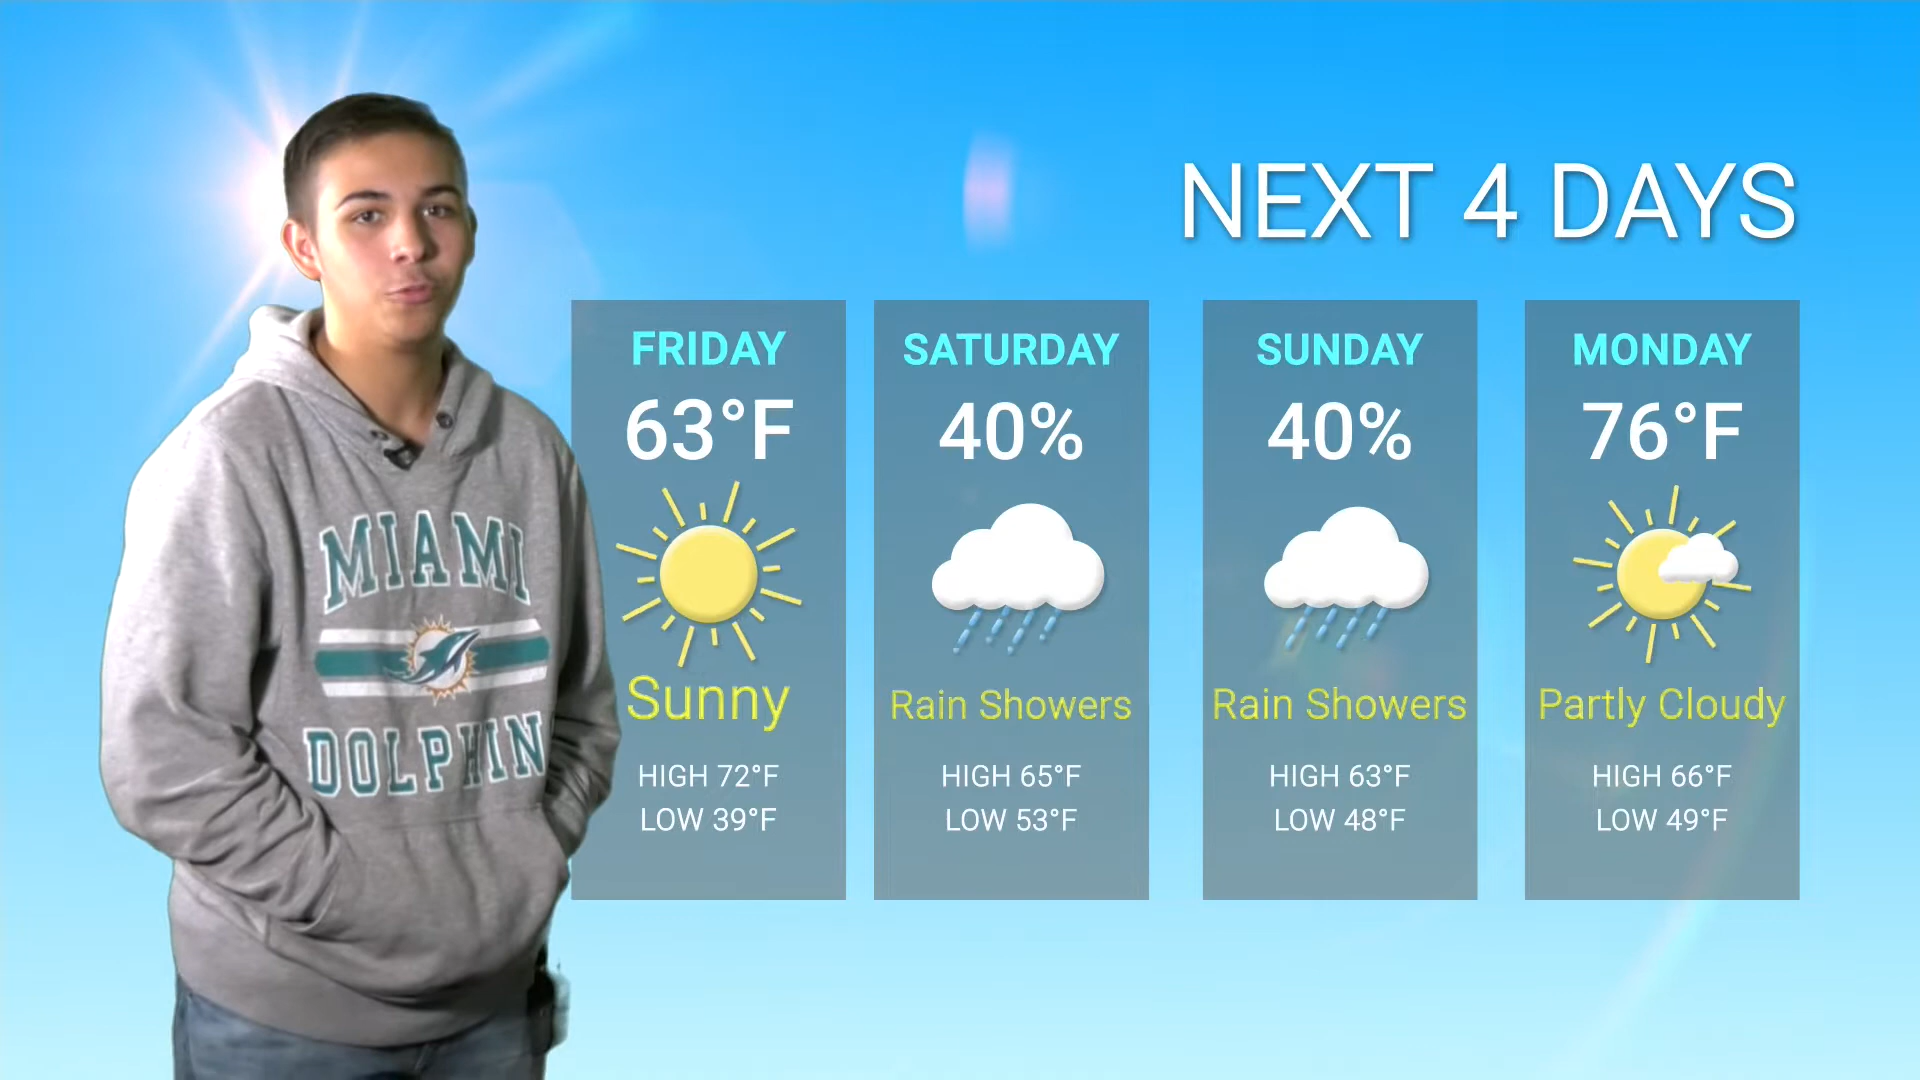 NEXT 4 DAYS
FRIDAY
63°F
Sunny
HIGH 72°F
LOW 39°F
SATURDAY
40%
Rain Showers
HIGH 65°F
LOW 53°F
SUNDAY
40%
Rain Showers
HIGH 63°F
LOW 48°F
MONDAY
76°F
Partly Cloudy
HIGH 66°F
LOW 49°F
MIAMI
DOLPHIN